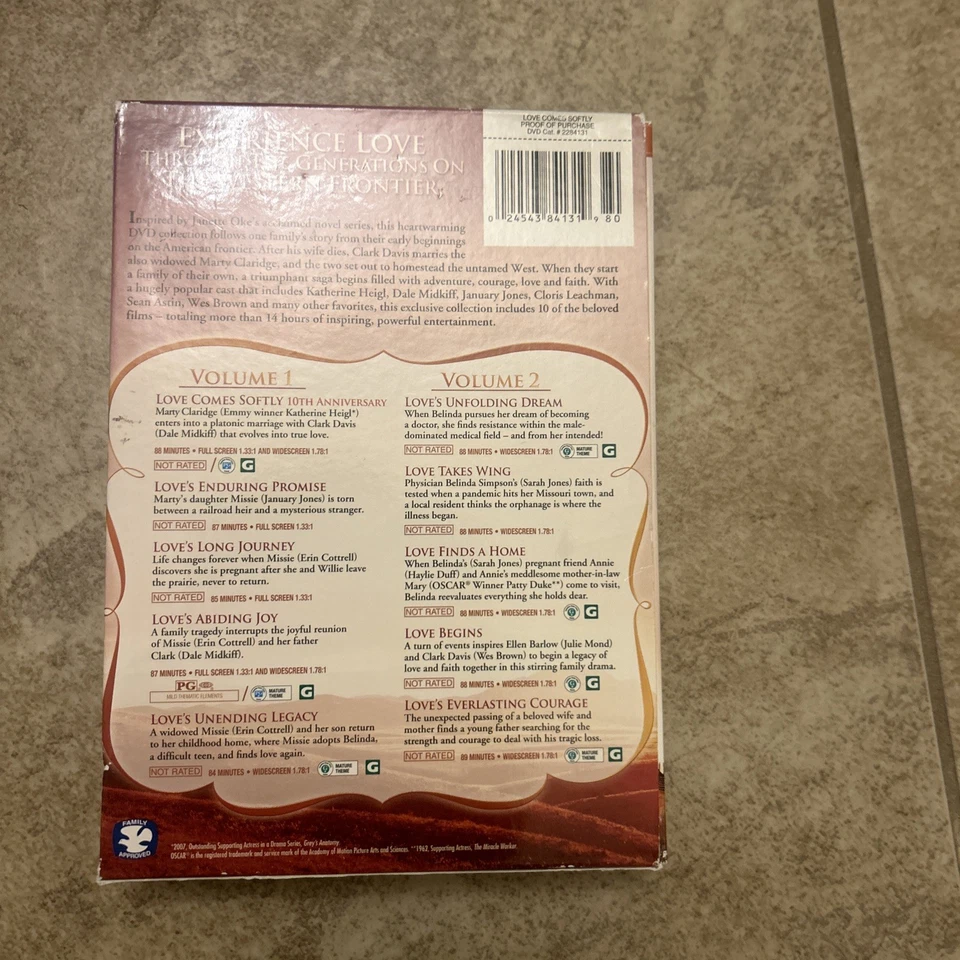 EXPERIENCE LOVE
THROUGHOUT GENERATIONS ON
THE WESTERN FRONTIER
LOVE COMES SOFTLY
PROOF OF PURCHASE
DVD Cat. # 2284131
0 24543 84131 9 80
Inspired by Janette Oke's acclaimed novel series, this heartwarming
DVD collection follows one family's story from their early beginnings
on the American frontier. After his wife dies, Clark Davis marries the
also widowed Marty Claridge, and the two set out to homestead the untamed West. When they start
a family of their own, a triumphant saga begins filled with adventure, courage, love and faith. With
a hugely popular cast that includes Katherine Heigl, Dale Midkiff, January Jones, Cloris Leachman,
Sean Astin, Wes Brown and many other favorites, this exclusive collection includes 10 of the beloved
films – totaling more than 14 hours of inspiring, powerful entertainment.
VOLUME 1
LOVE COMES SOFTLY 10TH ANNIVERSARY
Marty Claridge (Emmy winner Katherine Heigl*)
enters into a platonic marriage with Clark Davis
(Dale Midkiff) that evolves into true love.
88 MINUTES • FULL SCREEN 1.33:1 AND WIDESCREEN 1.78:1
NOT RATED / G
LOVE'S ENDURING PROMISE
Marty's daughter Missie (January Jones) is torn
between a railroad heir and a mysterious stranger.
NOT RATED 87 MINUTES • FULL SCREEN 1.33:1
LOVE'S LONG JOURNEY
Life changes forever when Missie (Erin Cottrell)
discovers she is pregnant after she and Willie leave
the prairie, never to return.
NOT RATED 85 MINUTES • FULL SCREEN 1.33:1
LOVE'S ABIDING JOY
A family tragedy interrupts the joyful reunion
of Missie (Erin Cottrell) and her father
Clark (Dale Midkiff).
87 MINUTES • FULL SCREEN 1.33:1 AND WIDESCREEN 1.78:1
PG MILD THEMATIC ELEMENTS / MATURE THEME G
LOVE'S UNENDING LEGACY
A widowed Missie (Erin Cottrell) and her son return
to her childhood home, where Missie adopts Belinda,
a difficult teen, and finds love again.
NOT RATED 84 MINUTES • WIDESCREEN 1.78:1 MATURE THEME G
VOLUME 2
LOVE'S UNFOLDING DREAM
When Belinda pursues her dream of becoming
a doctor, she finds resistance within the male-
dominated medical field – and from her intended!
NOT RATED 88 MINUTES • WIDESCREEN 1.78:1 MATURE THEME G
LOVE TAKES WING
Physician Belinda Simpson's (Sarah Jones) faith is
tested when a pandemic hits her Missouri town, and
a local resident thinks the orphanage is where the
illness began.
NOT RATED 88 MINUTES • WIDESCREEN 1.78:1
LOVE FINDS A HOME
When Belinda's (Sarah Jones) pregnant friend Annie
(Haylie Duff) and Annie's meddlesome mother-in-law
Mary (OSCAR® Winner Patty Duke**) come to visit,
Belinda reevaluates everything she holds dear.
NOT RATED 88 MINUTES • WIDESCREEN 1.78:1 G
LOVE BEGINS
A turn of events inspires Ellen Barlow (Julie Mond)
and Clark Davis (Wes Brown) to begin a legacy of
love and faith together in this stirring family drama.
NOT RATED 88 MINUTES • WIDESCREEN 1.78:1 G
LOVE'S EVERLASTING COURAGE
The unexpected passing of a beloved wife and
mother finds a young father searching for the
strength and courage to deal with his tragic loss.
NOT RATED 89 MINUTES • WIDESCREEN 1.78:1 MATURE THEME G
FAMILY
APPROVED
*2007, Outstanding Supporting Actress in a Drama Series, Grey's Anatomy.
OSCAR® is the registered trademark and service mark of the Academy of Motion Picture Arts and Sciences. **1962, Supporting Actress, The Miracle Worker.